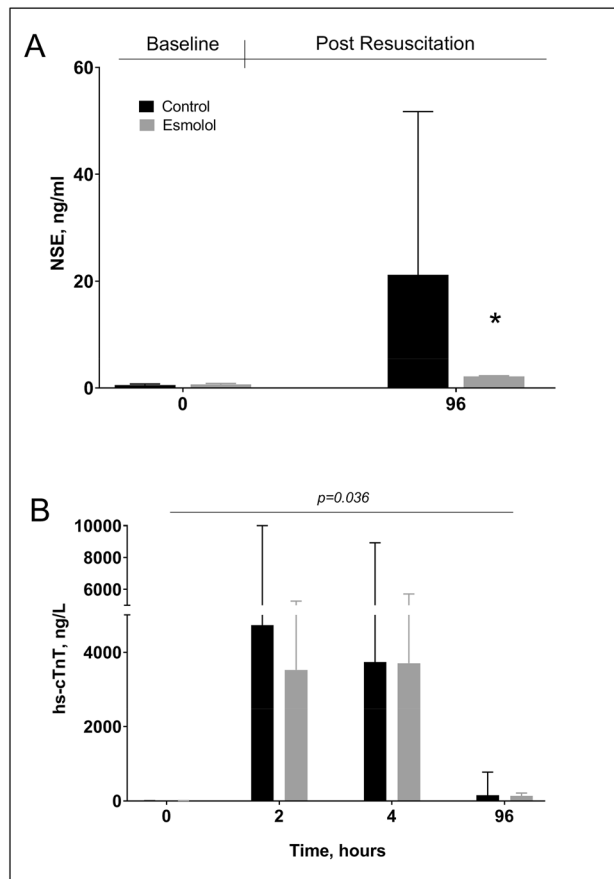 A
Baseline
Post Resuscitation
60
40
20
0
NSE, ng/ml
Control
Esmolol
*
0
96
B
p=0.036
10000
8000
6000
4000
2000
0
hs-cTnT, ng/L
0
2
4
96
Time, hours